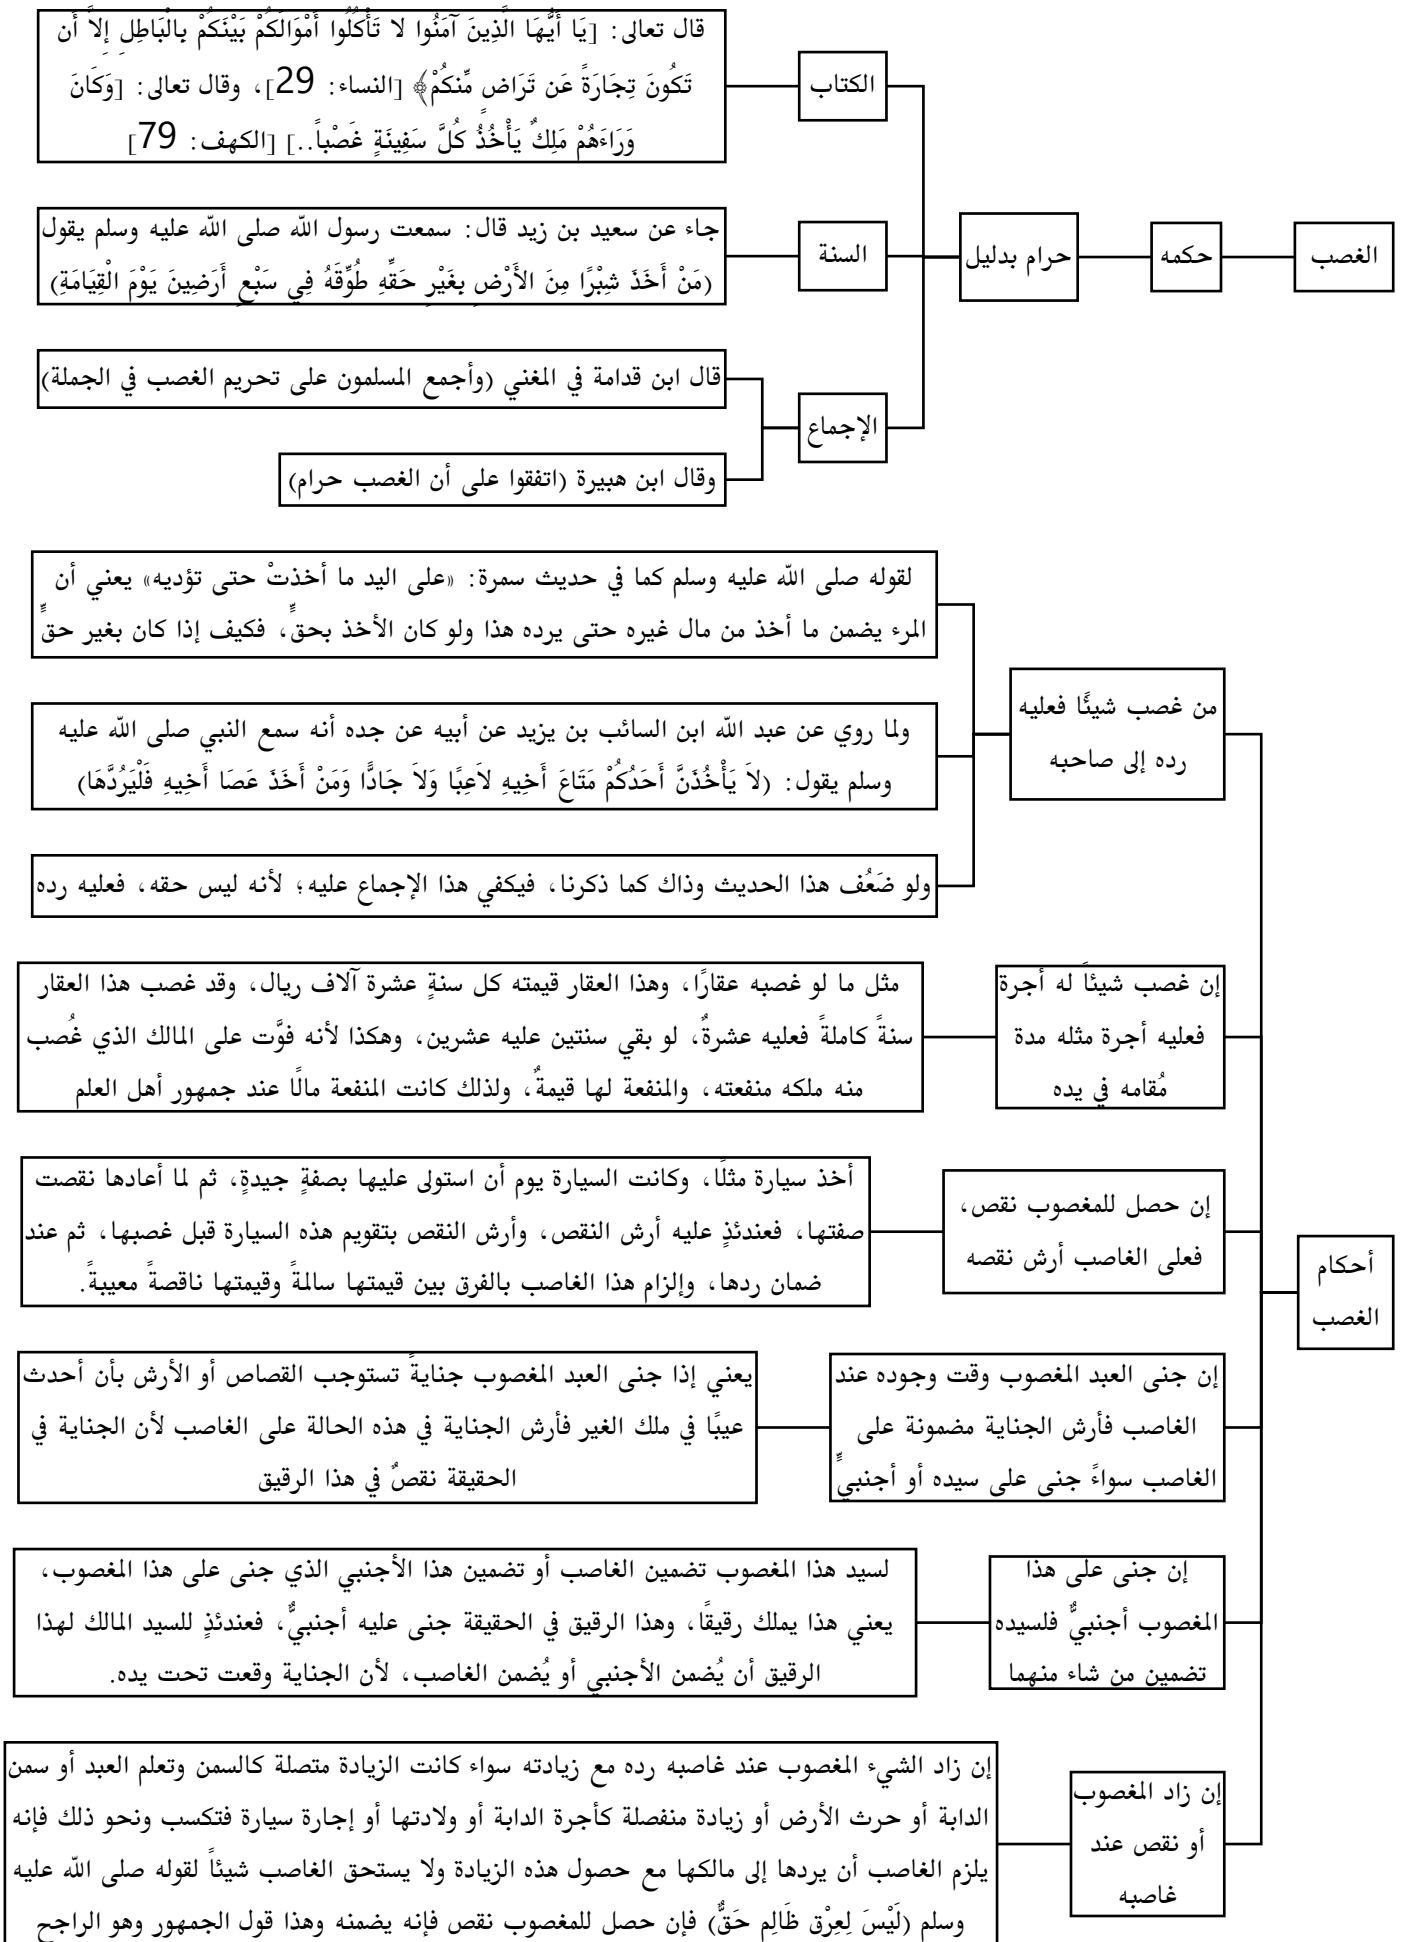 الغصب
حكمه
حرام بدليل
الكتاب
قال تعالى: [يَا أَيُّهَا الَّذِينَ آمَنُوا لا تَأْكُلُوا أَمْوَالَكُمْ بَيْنَكُمْ بِالْبَاطِلِ إِلاَّ أَن
تَكُونَ تِجَارَةً عَن تَرَاضٍ مِّنكُمْ﴾ [النساء: 29]، وقال تعالى: [وَكَانَ
وَرَاءَهُمْ مَلِكٌ يَأْخُذُ كُلَّ سَفِينَةٍ غَصْباً..] [الكهف: 79]
السنة
جاء عن سعيد بن زيد قال: سمعت رسول الله صلى الله عليه وسلم يقول
(مَنْ أَخَذَ شِبْرًا مِنَ الأَرْضِ بِغَيْرِ حَقِّهِ طُوِّقَهُ فِي سَبْعِ أَرَضِينَ يَوْمَ الْقِيَامَةِ)
الإجماع
قال ابن قدامة في المغني (وأجمع المسلمون على تحريم الغصب في الجملة)
وقال ابن هبيرة (اتفقوا على أن الغصب حرام)
أحكام
الغصب
من غصب شيئًا فعليه
رده إلى صاحبه
لقوله صلى الله عليه وسلم كما في حديث سمرة: «على اليد ما أخذتْ حتى تؤديه» يعني أن
المرء يضمن ما أخذ من مال غيره حتى يرده هذا ولو كان الأخذ بحقٍّ، فكيف إذا كان بغير حقٍّ
ولما روي عن عبد الله ابن السائب بن يزيد عن أبيه عن جده أنه سمع النبي صلى الله عليه
وسلم يقول: (لاَ يَأْخُذَنَّ أَحَدُكُمْ مَتَاعَ أَخِيهِ لاَعِبًا وَلاَ جَادًّا وَمَنْ أَخَذَ عَصَا أَخِيهِ فَلْيَرُدَّهَا)
ولو ضَعُف هذا الحديث وذاك كما ذكرنا، فيكفي هذا الإجماع عليه؛ لأنه ليس حقه، فعليه رده
إن غصب شيئاً له أجرة
فعليه أجرة مثله مدة
مُقامه في يده
مثل ما لو غصبه عقارًا، وهذا العقار قيمته كل سنةٍ عشرة آلاف ريال، وقد غصب هذا العقار
سنةً كاملةً فعليه عشرةٌ، لو بقي سنتين عليه عشرين، وهكذا لأنه فوَّت على المالك الذي غُصب
منه ملكه منفعته، والمنفعة لها قيمةٌ، ولذلك كانت المنفعة مالًا عند جمهور أهل العلم
إن حصل للمغصوب نقص،
فعلى الغاصب أرش نقصه
أخذ سيارة مثلًا، وكانت السيارة يوم أن استولى عليها بصفةٍ جيدةٍ، ثم لما أعادها نقصت
صفتها، فعندئذٍ عليه أرش النقص، وأرش النقص بتقويم هذه السيارة قبل غصبها، ثم عند
ضمان ردها، وإلزام هذا الغاصب بالفرق بين قيمتها سالمةً وقيمتها ناقصةً معيبةً.
إن جنى العبد المغصوب وقت وجوده عند
الغاصب فأرش الجناية مضمونة على
الغاصب سواءً جنى على سيده أو أجنبيٍّ
يعني إذا جنى العبد المغصوب جنايةً تستوجب القصاص أو الأرش بأن أحدث
عيبًا في ملك الغير فأرش الجناية في هذه الحالة على الغاصب لأن الجناية في
الحقيقة نقصٌ في هذا الرقيق
إن جنى على هذا
المغصوب أجنبيٌّ فلسيده
تضمين من شاء منهما
لسيد هذا المغصوب تضمين الغاصب أو تضمين هذا الأجنبي الذي جنى على هذا المغصوب،
يعني هذا يملك رقيقًا، وهذا الرقيق في الحقيقة جنى عليه أجنبيٌّ، فعندئذٍ للسيد المالك لهذا
الرقيق أن يُضمن الأجنبي أو يُضمن الغاصب، لأن الجناية وقعت تحت يده.
إن زاد المغصوب
أو نقص عند
غاصبه
إن زاد الشيء المغصوب عند غاصبه رده مع زيادته سواء كانت الزيادة متصلة كالسمن وتعلم العبد أو سمن
الدابة أو حرث الأرض أو زيادة منفصلة كأجرة الدابة أو ولادتها أو إجارة سيارة فتكسب ونحو ذلك فإنه
يلزم الغاصب أن يردها إلى مالكها مع حصول هذه الزيادة ولا يستحق الغاصب شيئاً لقوله صلى الله عليه
وسلم (لَيْسَ لِعِرْقٍ ظَالِمٍ حَقٌّ) فإن حصل للمغصوب نقص فإنه يضمنه وهذا قول الجمهور وهو الراجح